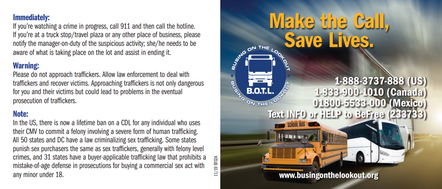 Immediately:
If you're watching a crime in progress, call 911 and then call the hotline.
If you're at a truck stop/travel plaza or any other place of business, please
notify the manager-on-duty of the suspicious activity; she/he needs to be
aware of what is taking place on the lot and assist in ending it.
Warning:
Please do not approach traffickers. Allow law enforcement to deal with
traffickers and recover victims. Approaching traffickers is not only dangerous
for you and their victims but could lead to problems in the eventual
prosecution of traffickers.
Note:
In the US, there is now a lifetime ban on a CDL for any individual who uses
their CMV to commit a felony involving a severe form of human trafficking.
All 50 states and DC have a law criminalizing sex trafficking. Some states
punish sex purchasers the same as sex traffickers, generally with felony level
crimes, and 31 states have a buyer-applicable trafficking law that prohibits a
mistake-of-age defense in prosecutions for buying a commercial sex act with
any minor under 18.
Make the Call,
Save Lives.
BUSING ON THE LOOKOUT
B.O.T.L.
BUSING ON THE LOOKOUT
1-888-3737-888 (US)
1-833-900-1010 (Canada)
01800-5533-000 (Mexico)
Text INFO or HELP to BeFree (233733)
SCHOOL BUS
www.busingonthelookout.org